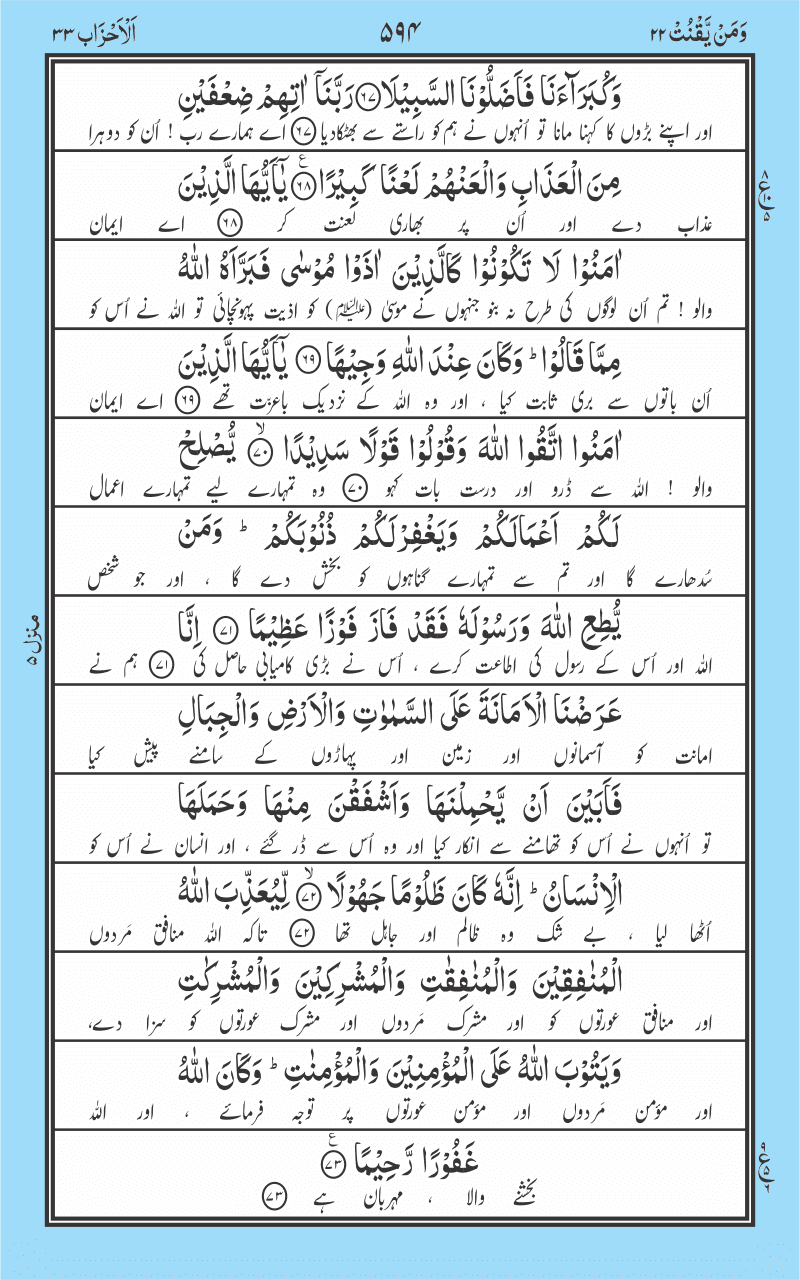 وَمَنْ يَّقْنُتْ ٢٢ ۵۹۴ اَلْاَحْزَاب ٣٣
وَكُبَرَآءَنَا فَاَضَلُّوْنَا السَّبِيْلَا ﴿٦٧﴾ رَبَّنَاۤ اٰتِهِمْ ضِعْفَيْنِ
اور اپنے بڑوں کا کہنا مانا تو اُنہوں نے ہم کو راستے سے بھٹکا دیا ﴿٦٧﴾ اے ہمارے رب ! اُن کو دوہرا
مِنَ الْعَذَابِ وَالْعَنْهُمْ لَعْنًا كَبِيْرًا ﴿٦٨﴾ ع يٰۤاَيُّهَا الَّذِيْنَ
عذاب دے اور اُن پر بھاری لعنت کر ﴿٦٨﴾ اے ایمان
اٰمَنُوْا لَا تَكُوْنُوْا كَالَّذِيْنَ اٰذَوْا مُوْسٰى فَبَرَّاَهُ اللّٰهُ
والو ! تم اُن لوگوں کی طرح نہ بنو جنہوں نے موسیٰ (علیہ السلام) کو اذیت پہونچائی تو اللہ نے اُس کو
مِمَّا قَالُوْا ؕ وَكَانَ عِنْدَ اللّٰهِ وَجِيْهًا ﴿٦٩﴾ يٰۤاَيُّهَا الَّذِيْنَ
اُن باتوں سے بری ثابت کیا ، اور وہ اللہ کے نزدیک باعزت تھے ﴿٦٩﴾ اے ایمان
اٰمَنُوا اتَّقُوا اللّٰهَ وَقُوْلُوْا قَوْلًا سَدِيْدًا ﴿٧٠﴾ۙ يُّصْلِحْ
والو ! اللہ سے ڈرو اور درست بات کہو ﴿٧٠﴾ وہ تمہارے لیے تمہارے اعمال
لَكُمْ اَعْمَالَكُمْ وَيَغْفِرْ لَكُمْ ذُنُوْبَكُمْ ؕ وَمَنْ
سُدھارے گا اور تم سے تمہارے گناہوں کو بخش دے گا ، اور جو شخص
يُّطِعِ اللّٰهَ وَرَسُوْلَهٗ فَقَدْ فَازَ فَوْزًا عَظِيْمًا ﴿٧١﴾ اِنَّا
اللہ اور اُس کے رسول کی اطاعت کرے ، اُس نے بڑی کامیابی حاصل کی ﴿٧١﴾ ہم نے
منزل ۵
عَرَضْنَا الْاَمَانَةَ عَلَى السَّمٰوٰتِ وَالْاَرْضِ وَالْجِبَالِ
امانت کو آسمانوں اور زمین اور پہاڑوں کے سامنے پیش کیا
فَاَبَيْنَ اَنْ يَّحْمِلْنَهَا وَاَشْفَقْنَ مِنْهَا وَحَمَلَهَا
تو اُنہوں نے اُس کو تھامنے سے انکار کیا اور وہ اُس سے ڈر گئے ، اور انسان نے اُس کو
الْاِنْسَانُ ؕ اِنَّهٗ كَانَ ظَلُوْمًا جَهُوْلًا ﴿٧٢﴾ۙ لِّيُعَذِّبَ اللّٰهُ
اُٹھا لیا ، بے شک وہ ظالم اور جاہل تھا ﴿٧٢﴾ تاکہ اللہ منافق مَردوں
الْمُنٰفِقِيْنَ وَالْمُنٰفِقٰتِ وَالْمُشْرِكِيْنَ وَالْمُشْرِكٰتِ
اور منافق عورتوں کو اور مشرک مَردوں اور مشرک عورتوں کو سزا دے،
وَيَتُوْبَ اللّٰهُ عَلَى الْمُؤْمِنِيْنَ وَالْمُؤْمِنٰتِ ؕ وَكَانَ اللّٰهُ
اور مؤمن مَردوں اور مؤمن عورتوں پر توجہ فرمائے ، اور اللہ
غَفُوْرًا رَّحِيْمًا ﴿٧٣﴾ ع
بخشنے والا ، مہربان ہے ﴿٧٣﴾